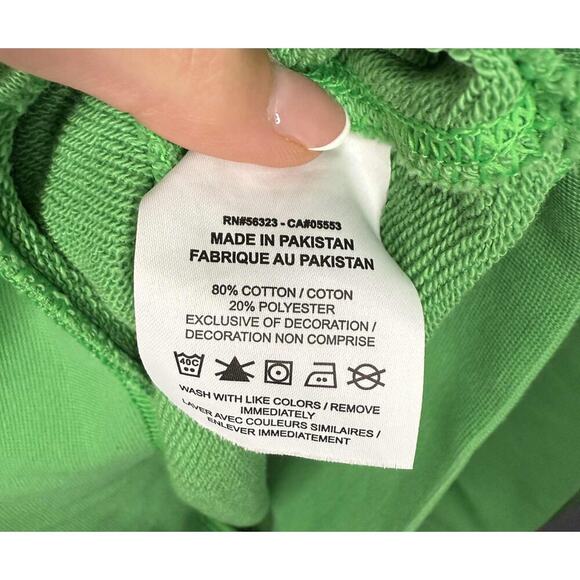 RN#56323 - CA#05553
MADE IN PAKISTAN
FABRIQUE AU PAKISTAN
80% COTTON / COTON
20% POLYESTER
EXCLUSIVE OF DECORATION /
DECORATION NON COMPRISE
40C
WASH WITH LIKE COLORS / REMOVE
IMMEDIATELY
LAVER AVEC COULEURS SIMILAIRES /
ENLEVER IMMEDIATEMENT